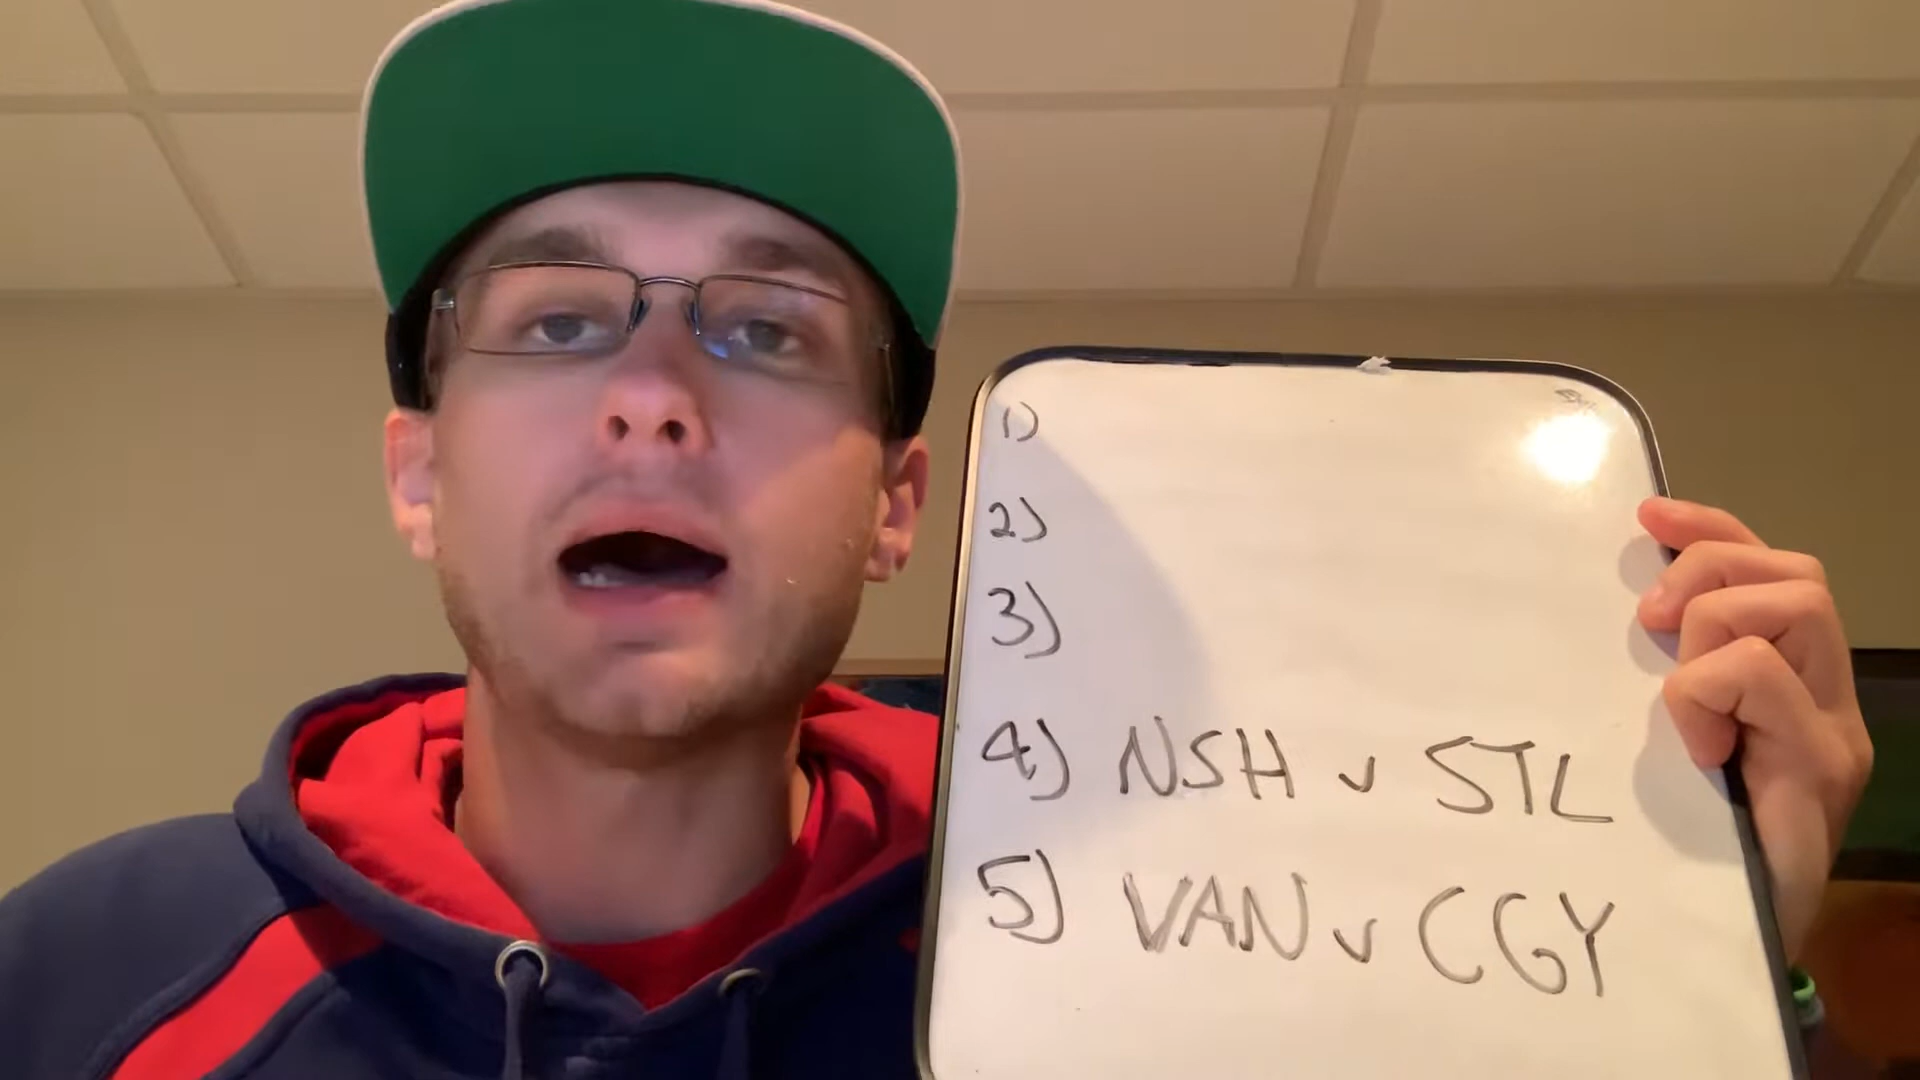 1)
2)
3)
4) NSH v STL
5) VAN v CGY